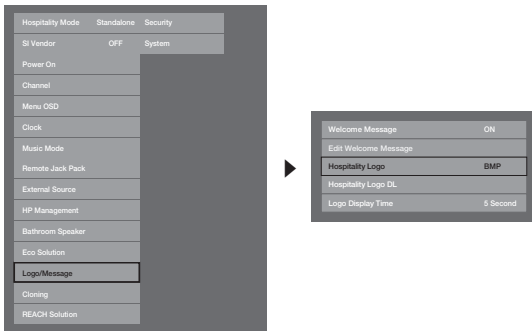 Hospitality Mode Standalone Security
SI Vendor OFF System
Power On
Channel
Menu OSD
Clock
Music Mode
Remote Jack Pack
External Source
HP Management
Bathroom Speaker
Eco Solution
Logo/Message
Cloning
REACH Solution
Welcome Message ON
Edit Welcome Message
Hospitality Logo BMP
Hospitality Logo DL
Logo Display Time 5 Second